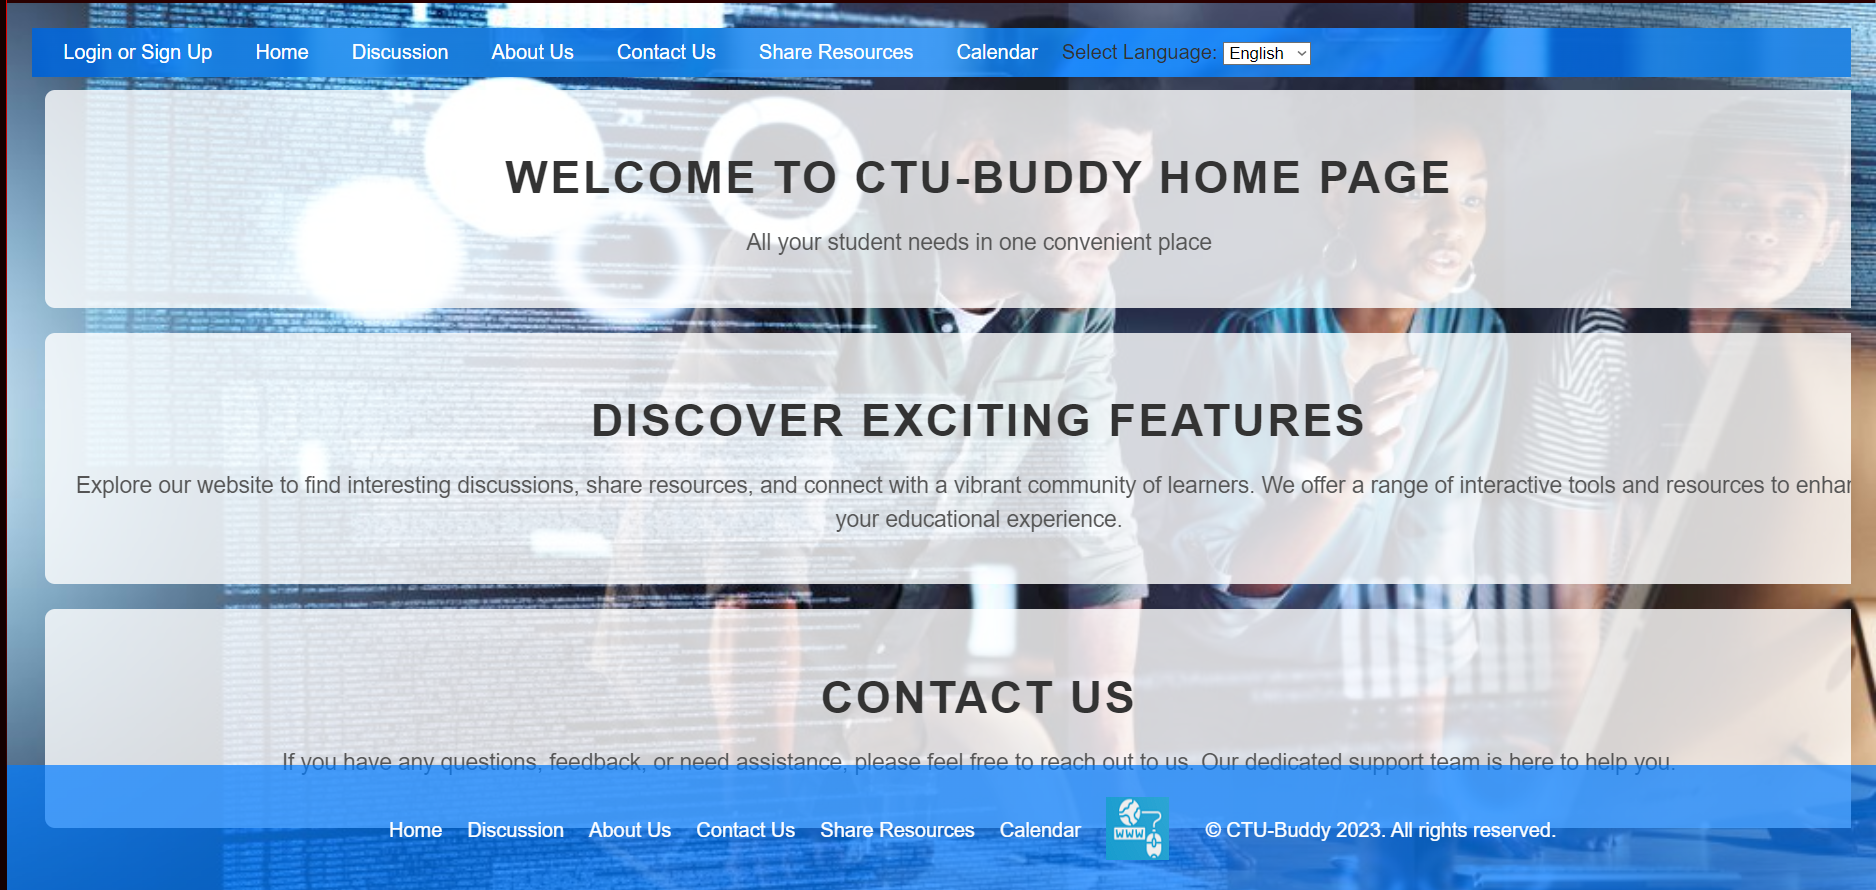 Login or Sign Up Home Discussion About Us Contact Us Share Resources Calendar Select Language: English
WELCOME TO CTU-BUDDY HOME PAGE
All your student needs in one convenient place
DISCOVER EXCITING FEATURES
Explore our website to find interesting discussions, share resources, and connect with a vibrant community of learners. We offer a range of interactive tools and resources to enhan
your educational experience.
CONTACT US
If you have any questions, feedback, or need assistance, please feel free to reach out to us. Our dedicated support team is here to help you.
Home Discussion About Us Contact Us Share Resources Calendar WWW © CTU-Buddy 2023. All rights reserved.